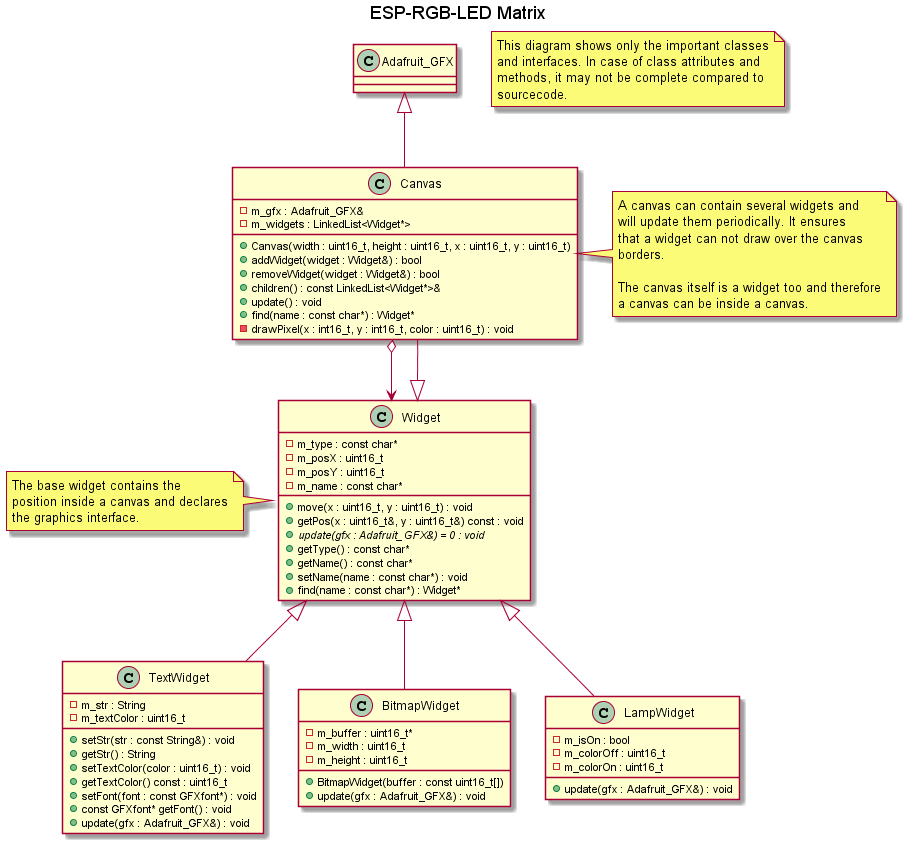 ESP-RGB-LED Matrix
C Adafruit_GFX
This diagram shows only the important classes
and interfaces. In case of class attributes and
methods, it may not be complete compared to
sourcecode.
C Canvas
m_gfx : Adafruit_GFX&
m_widgets : LinkedList<Widget*>
Canvas(width : uint16_t, height : uint16_t, x : uint16_t, y : uint16_t)
addWidget(widget : Widget&) : bool
removeWidget(widget : Widget&) : bool
children() : const LinkedList<Widget*>&
update() : void
find(name : const char*) : Widget*
drawPixel(x : int16_t, y : int16_t, color : uint16_t) : void
A canvas can contain several widgets and
will update them periodically. It ensures
that a widget can not draw over the canvas
borders.
The canvas itself is a widget too and therefore
a canvas can be inside a canvas.
C Widget
m_type : const char*
m_posX : uint16_t
m_posY : uint16_t
m_name : const char*
move(x : uint16_t, y : uint16_t) : void
getPos(x : uint16_t&, y : uint16_t&) const : void
update(gfx : Adafruit_GFX&) = 0 : void
getType() : const char*
getName() : const char*
setName(name : const char*) : void
find(name : const char*) : Widget*
The base widget contains the
position inside a canvas and declares
the graphics interface.
C TextWidget
m_str : String
m_textColor : uint16_t
setStr(str : const String&) : void
getStr() : String
setTextColor(color : uint16_t) : void
getTextColor() const : uint16_t
setFont(font : const GFXfont*) : void
const GFXfont* getFont() : void
update(gfx : Adafruit_GFX&) : void
C BitmapWidget
m_buffer : uint16_t*
m_width : uint16_t
m_height : uint16_t
BitmapWidget(buffer : const uint16_t[])
update(gfx : Adafruit_GFX&) : void
C LampWidget
m_isOn : bool
m_colorOff : uint16_t
m_colorOn : uint16_t
update(gfx : Adafruit_GFX&) : void